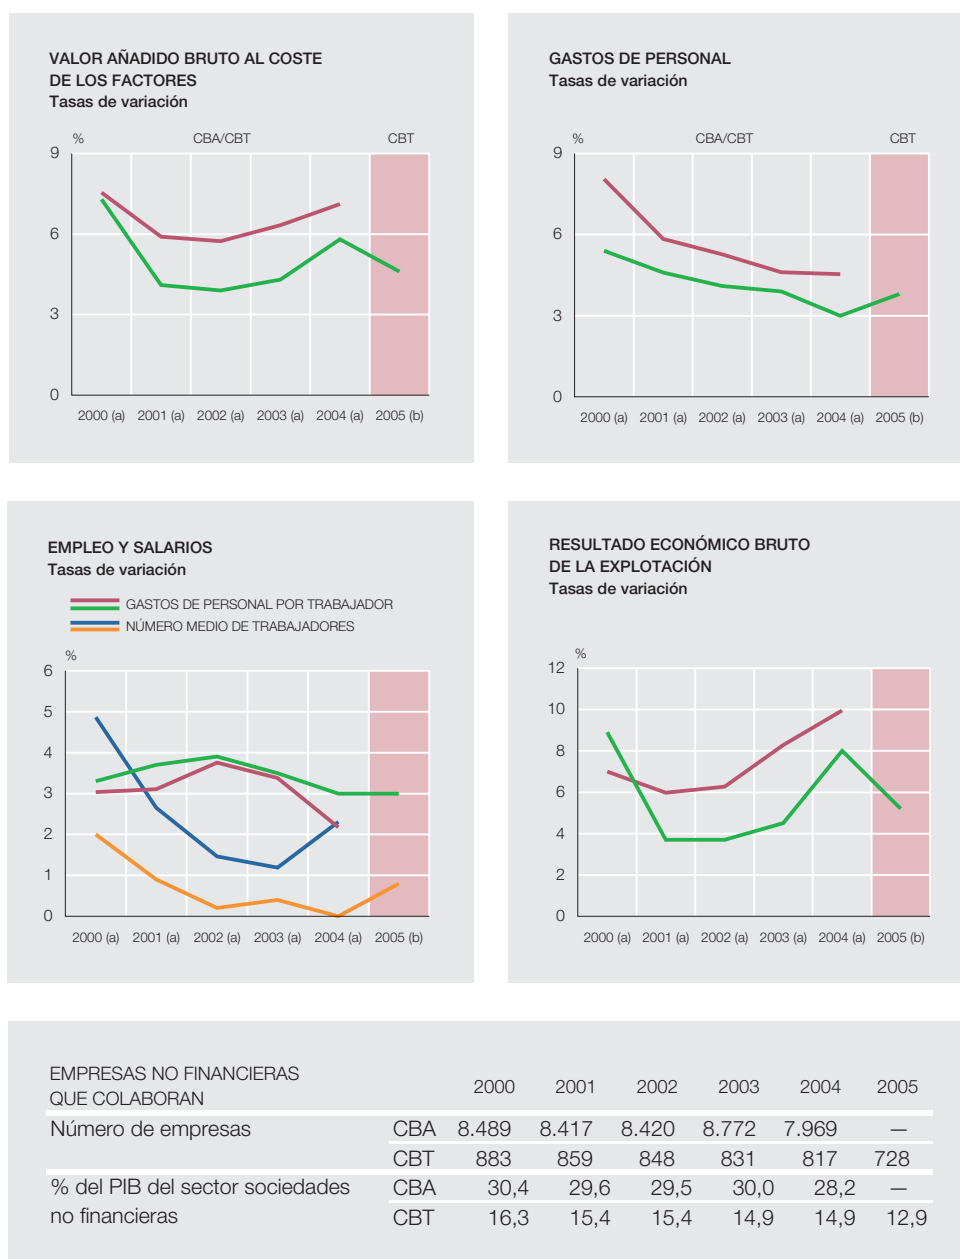 VALOR AÑADIDO BRUTO AL COSTE
DE LOS FACTORES
Tasas de variación
% CBA/CBT CBT
9
6
3
0
2000 (a) 2001 (a) 2002 (a) 2003 (a) 2004 (a) 2005 (b)
GASTOS DE PERSONAL
Tasas de variación
% CBA/CBT CBT
9
6
3
0
2000 (a) 2001 (a) 2002 (a) 2003 (a) 2004 (a) 2005 (b)
EMPLEO Y SALARIOS
Tasas de variación
GASTOS DE PERSONAL POR TRABAJADOR
NÚMERO MEDIO DE TRABAJADORES
%
6
5
4
3
2
1
0
2000 (a) 2001 (a) 2002 (a) 2003 (a) 2004 (a) 2005 (b)
RESULTADO ECONÓMICO BRUTO
DE LA EXPLOTACIÓN
Tasas de variación
%
12
10
8
6
4
2
0
2000 (a) 2001 (a) 2002 (a) 2003 (a) 2004 (a) 2005 (b)
EMPRESAS NO FINANCIERAS
QUE COLABORAN 2000 2001 2002 2003 2004 2005
Número de empresas CBA 8.489 8.417 8.420 8.772 7.969 —
CBT 883 859 848 831 817 728
% del PIB del sector sociedades CBA 30,4 29,6 29,5 30,0 28,2 —
no financieras CBT 16,3 15,4 15,4 14,9 14,9 12,9